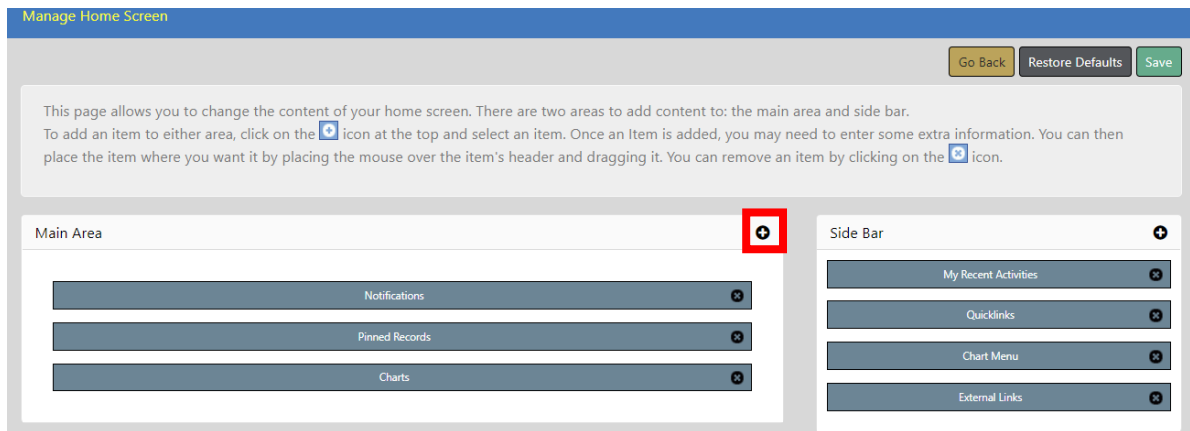 Manage Home Screen
Go Back Restore Defaults Save
This page allows you to change the content of your home screen. There are two areas to add content to: the main area and side bar.
To add an item to either area, click on the icon at the top and select an item. Once an Item is added, you may need to enter some extra information. You can then
place the item where you want it by placing the mouse over the item's header and dragging it. You can remove an item by clicking on the icon.
Main Area
Notifications
Pinned Records
Charts
Side Bar
My Recent Activities
Quicklinks
Chart Menu
External Links